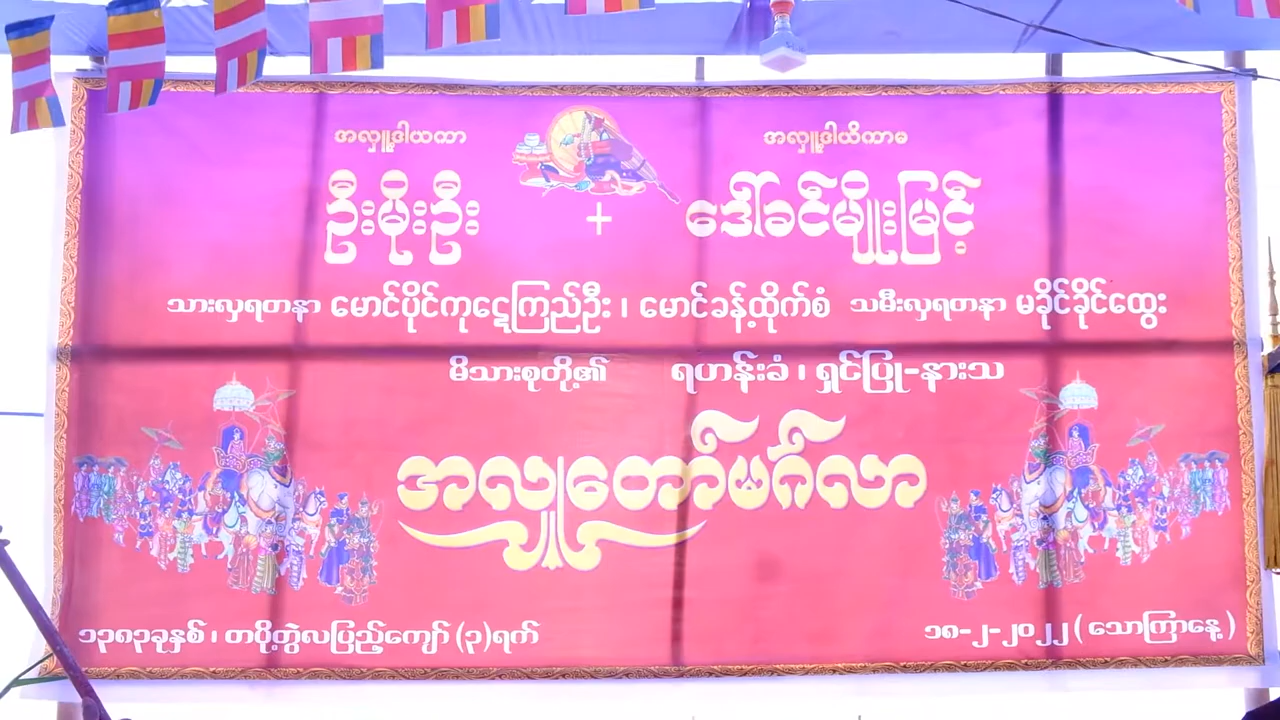 အလှူဒါယကာ အလှူဒါယိကာမ
ဦးမိုးဦး + ဒေါ်ခင်မျိုးမြင့်
သားလှရတနာ မောင်ပိုင်ကုဋေကြည်ဦး ၊ မောင်ခန့်ထိုက်စံ သမီးလှရတနာ မခိုင်ခိုင်ထွေး
မိသားစုတို့၏ ရဟန်းခံ ၊ ရှင်ပြု-နားသ
အလှူတော်မင်္ဂလာ
၁၃၈၃ခုနှစ် ၊ တပို့တွဲလပြည့်ကျော် (၃)ရက် ၁၈-၂-၂၀၂၂ ( သောကြာနေ့ )